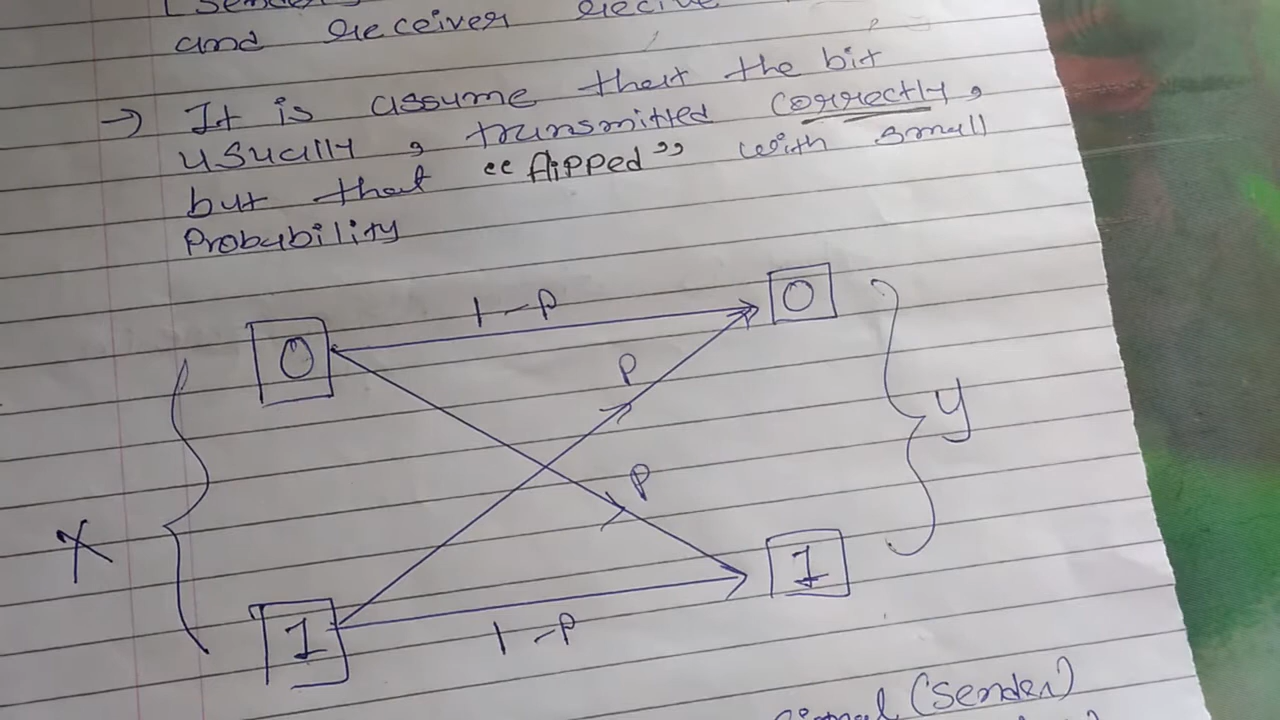 (Sender
and receiver recive
→ It is assume that the bit
usually, transmitted correctly,
but that “flipped” with small
Probability
1-P
0
0
P
P
X
Y
1
1
1-P
(Sender)